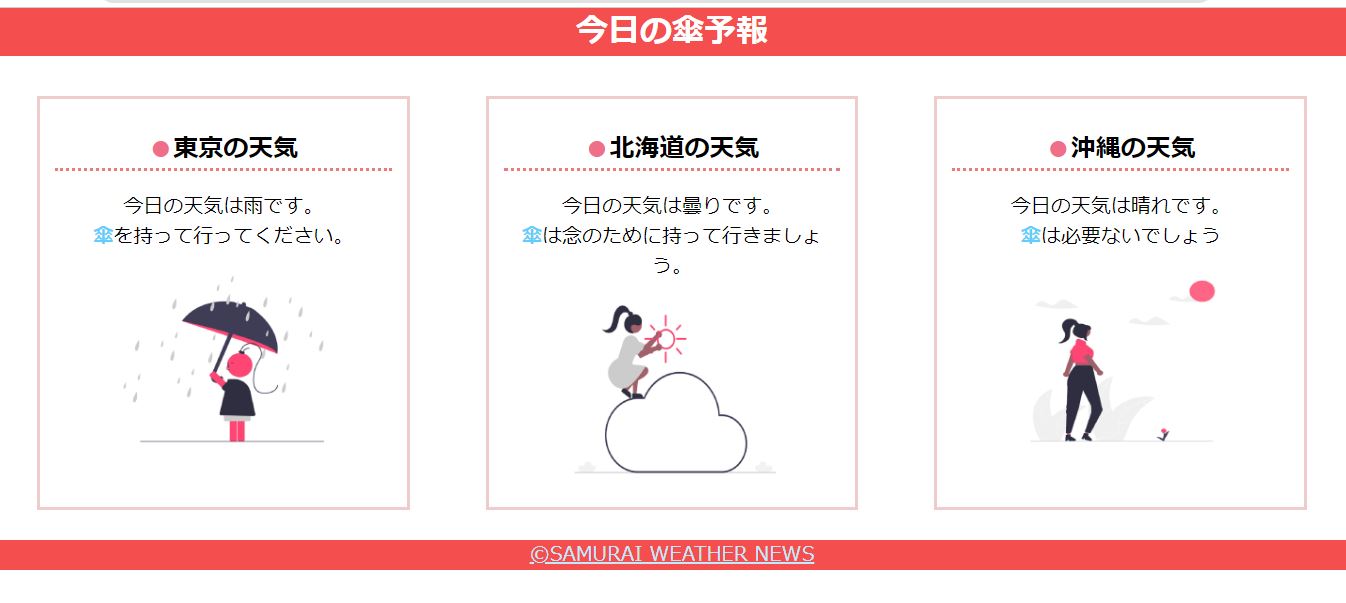 今日の傘予報
●東京の天気
今日の天気は雨です。
傘を持って行ってください。
●北海道の天気
今日の天気は曇りです。
傘は念のために持って行きましょ
う。
●沖縄の天気
今日の天気は晴れです。
傘は必要ないでしょう
©SAMURAI WEATHER NEWS